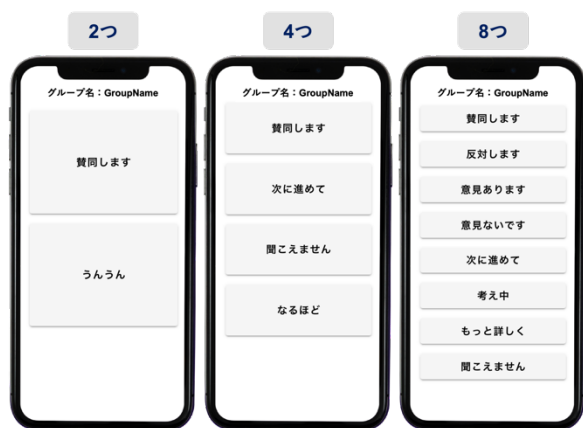 2つ
4つ
8つ
グループ名：GroupName
賛同します
うんうん
グループ名：GroupName
賛同します
次に進めて
聞こえません
なるほど
グループ名：GroupName
賛同します
反対します
意見あります
意見ないです
次に進めて
考え中
もっと詳しく
聞こえません